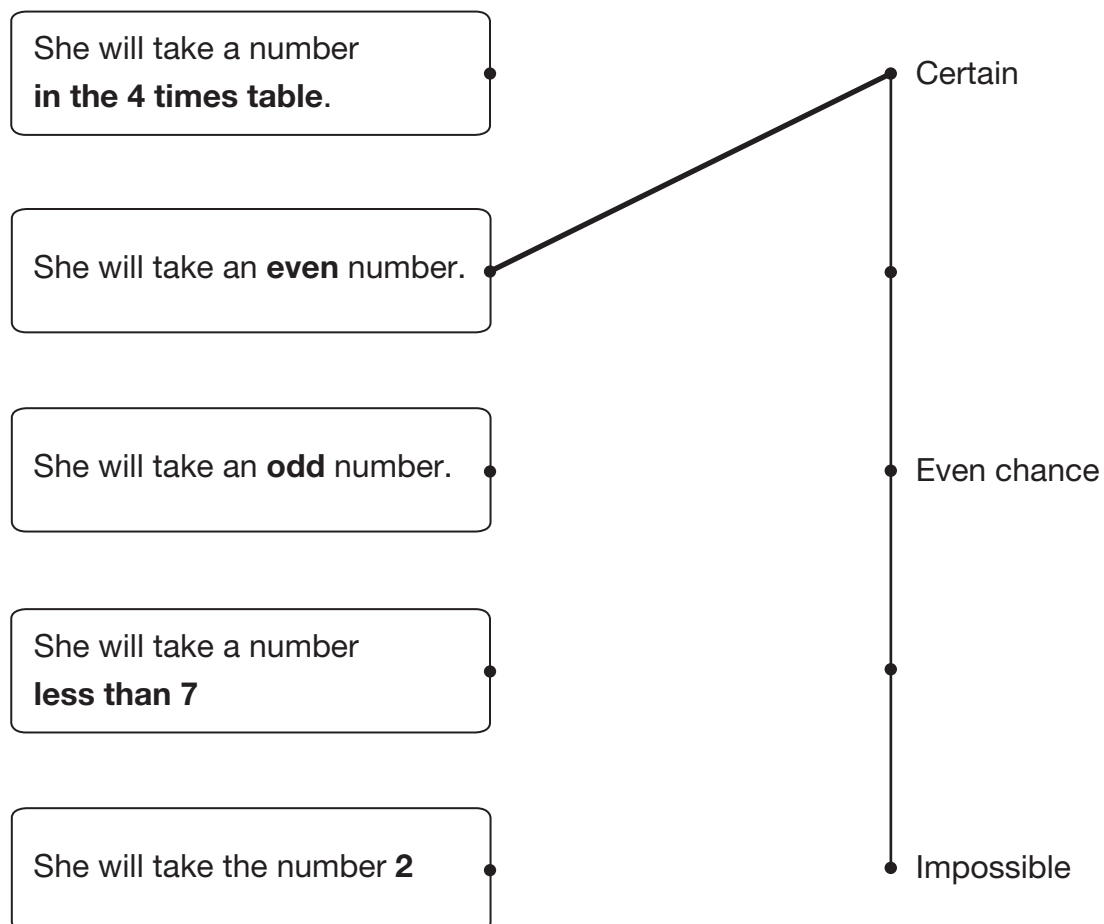 She will take a number
in the 4 times table.
Certain
She will take an even number.
She will take an odd number.
Even chance
She will take a number
less than 7
She will take the number 2
Impossible